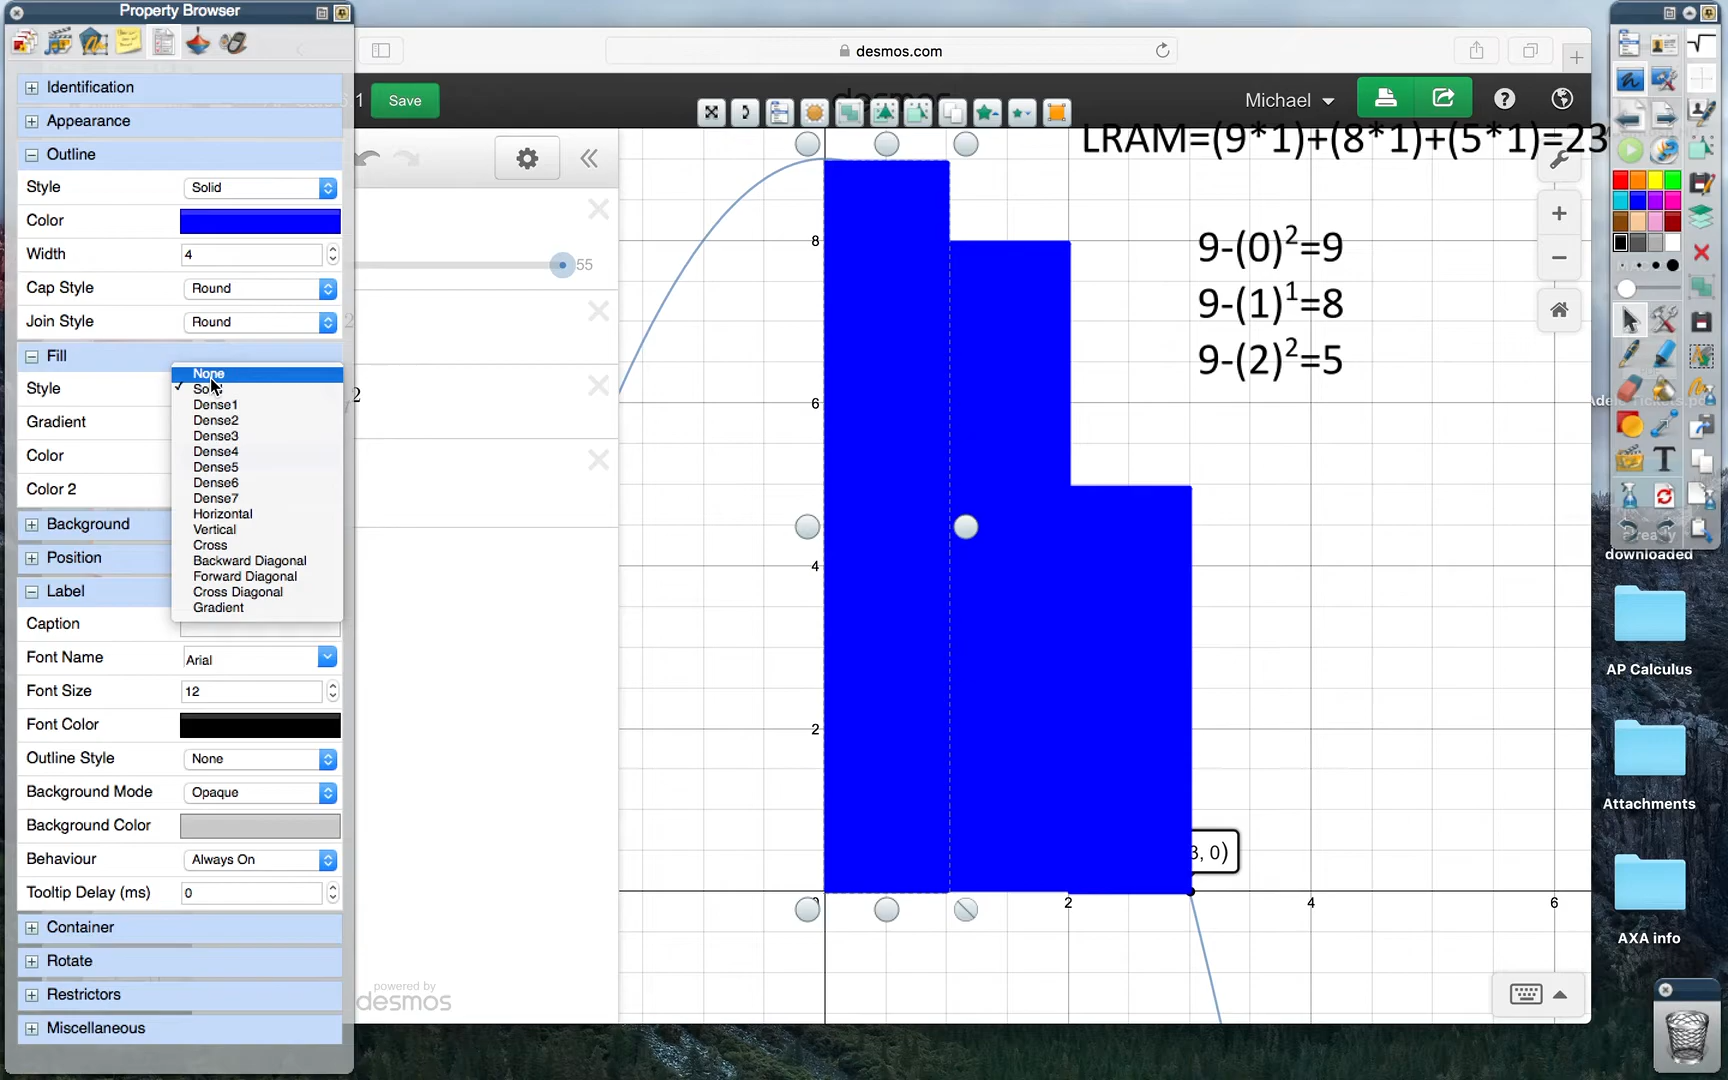 Property Browser
Identification
Appearance
Outline
Style
Solid
Color
Width
4
Cap Style
Round
Join Style
Round
Fill
Style
Gradient
Color
Color 2
None
Dense1
Dense2
Dense3
Dense4
Dense5
Dense6
Dense7
Horizontal
Vertical
Cross
Backward Diagonal
Forward Diagonal
Cross Diagonal
Gradient
Background
Position
Label
Caption
Font Name
Arial
Font Size
12
Font Color
Outline Style
None
Background Mode
Opaque
Background Color
Behaviour
Always On
Tooltip Delay (ms)
0
Container
Rotate
Restrictors
Miscellaneous
desmos.com
1
Save
Michael
55
2
2
powered by
desmos
LRAM=(9*1)+(8*1)+(5*1)=23
9-(0)²=9
9-(1)¹=8
9-(2)²=5
8
6
4
2
2
4
6
3, 0)
downloaded
AP Calculus
Attachments
AXA info